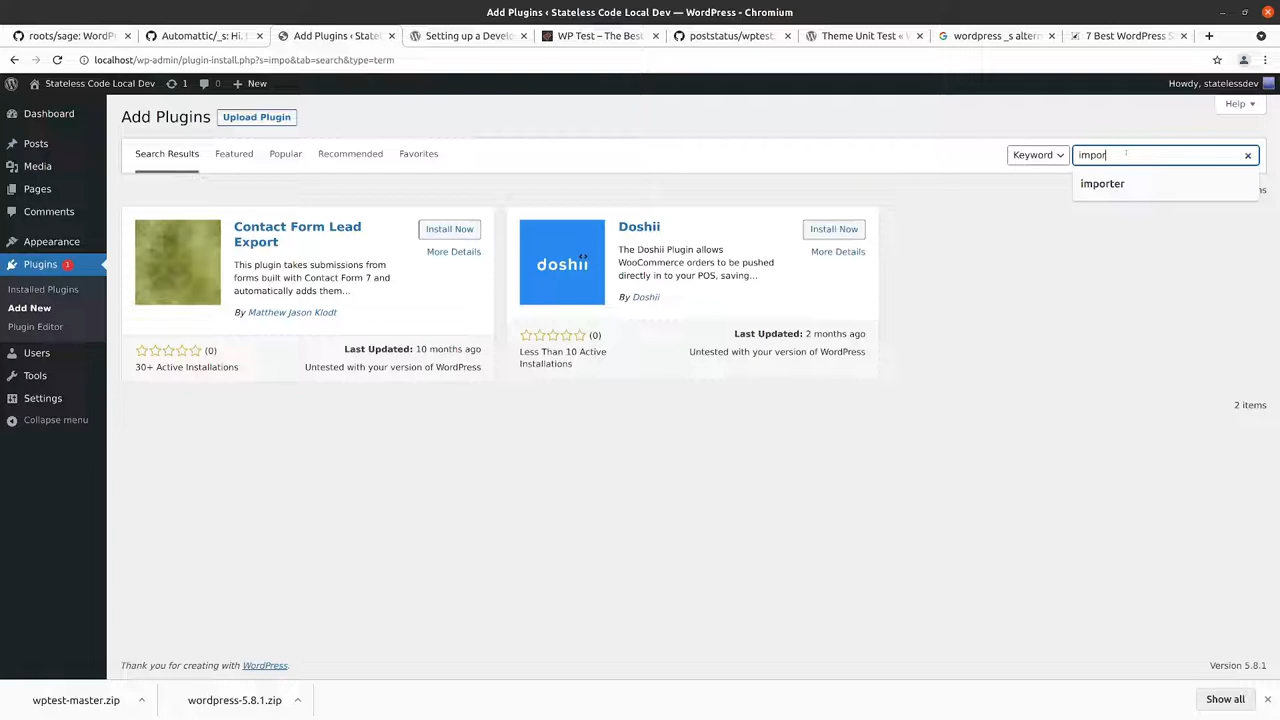 Add Plugins ‹ Stateless Code Local Dev — WordPress - Chromium
roots/sage: WordP
Automattic/_s: Hi.
Add Plugins ‹ Statel
Setting up a Develo
WP Test – The Best
poststatus/wptest
Theme Unit Test « W
wordpress _s altern
7 Best WordPress S
localhost/wp-admin/plugin-install.php?s=impo&tab=search&type=term
Stateless Code Local Dev
1
0
New
Howdy, statelessdev
Dashboard
Posts
Media
Pages
Comments
Appearance
Plugins 1
Installed Plugins
Add New
Plugin Editor
Users
Tools
Settings
Collapse menu
Add Plugins
Upload Plugin
Help
Search Results
Featured
Popular
Recommended
Favorites
Keyword
impor
importer
Contact Form Lead
Export
This plugin takes submissions from
forms built with Contact Form 7 and
automatically adds them...
By Matthew Jason Klodt
Install Now
More Details
(0)
30+ Active Installations
Last Updated: 10 months ago
Untested with your version of WordPress
doshii
Doshii
The Doshii Plugin allows
WooCommerce orders to be pushed
directly in to your POS, saving...
By Doshii
Install Now
More Details
(0)
Less Than 10 Active
Installations
Last Updated: 2 months ago
Untested with your version of WordPress
2 items
Thank you for creating with WordPress.
Version 5.8.1
wptest-master.zip
wordpress-5.8.1.zip
Show all